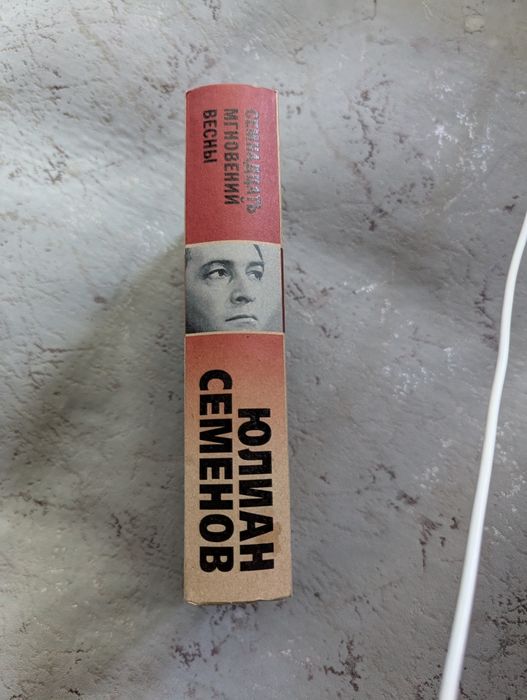 СЕМНАДЦАТЬ
МГНОВЕНИЙ
ВЕСНЫ
ЮЛИАН
СЕМЕНОВ